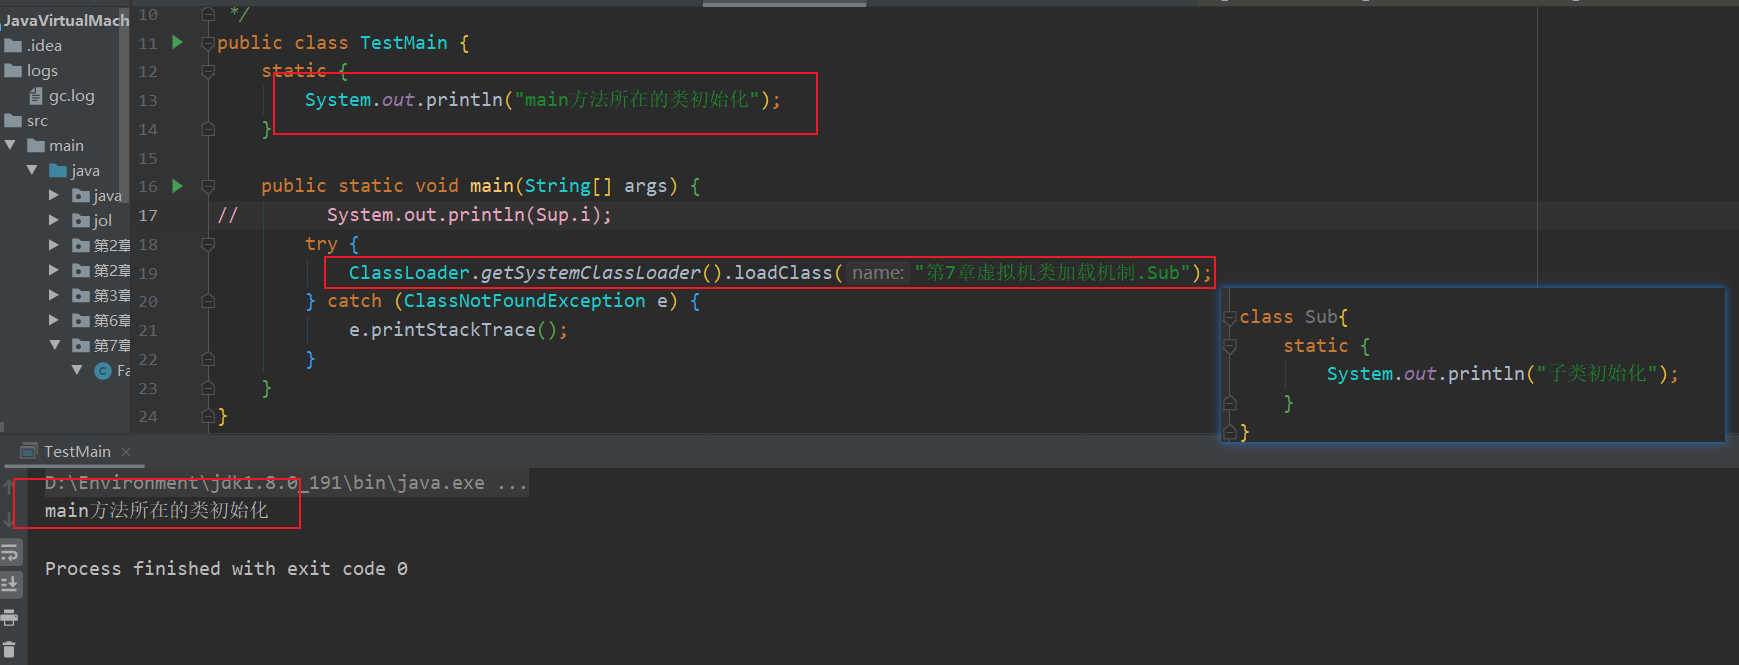 JavaVirtualMach
.idea
logs
gc.log
src
main
java
java
jol
第2章
第2章
第3章
第6章
第7章
Fa
10 */
11 public class TestMain {
12 static {
13 System.out.println("main方法所在的类初始化");
14 }
15
16 public static void main(String[] args) {
17 // System.out.println(Sup.i);
18 try {
19 ClassLoader.getSystemClassLoader().loadClass( name: "第7章虚拟机类加载机制.Sub");
20 } catch (ClassNotFoundException e) {
21 e.printStackTrace();
22 }
23 }
24 }
class Sub{
static {
System.out.println("子类初始化");
}
}
TestMain ×
D:\Environment\jdk1.8.0_191\bin\java.exe ...
main方法所在的类初始化
Process finished with exit code 0